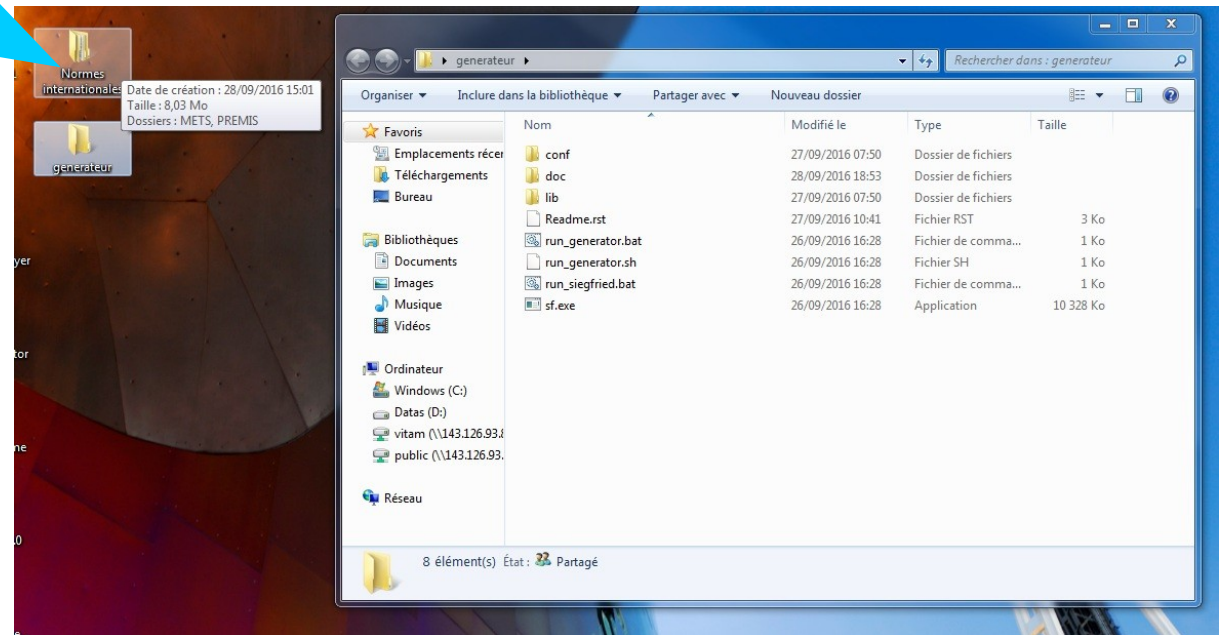 Normes
internationales
Date de création : 28/09/2016 15:01
Taille : 8,03 Mo
Dossiers : METS, PREMIS
generateur
yer
tor
me
.0
generateur
Rechercher dans : generateur
Organiser Inclure dans la bibliothèque Partager avec Nouveau dossier
Favoris
Emplacements récer
Téléchargements
Bureau
Bibliothèques
Documents
Images
Musique
Vidéos
Ordinateur
Windows (C:)
Datas (D:)
vitam (\\143.126.93.8
public (\\143.126.93.
Réseau
Nom Modifié le Type Taille
conf 27/09/2016 07:50 Dossier de fichiers
doc 28/09/2016 18:53 Dossier de fichiers
lib 27/09/2016 07:50 Dossier de fichiers
Readme.rst 27/09/2016 10:41 Fichier RST 3 Ko
run_generator.bat 26/09/2016 16:28 Fichier de comma... 1 Ko
run_generator.sh 26/09/2016 16:28 Fichier SH 1 Ko
run_siegfried.bat 26/09/2016 16:28 Fichier de comma... 1 Ko
sf.exe 26/09/2016 16:28 Application 10 328 Ko
8 élément(s) État : Partagé